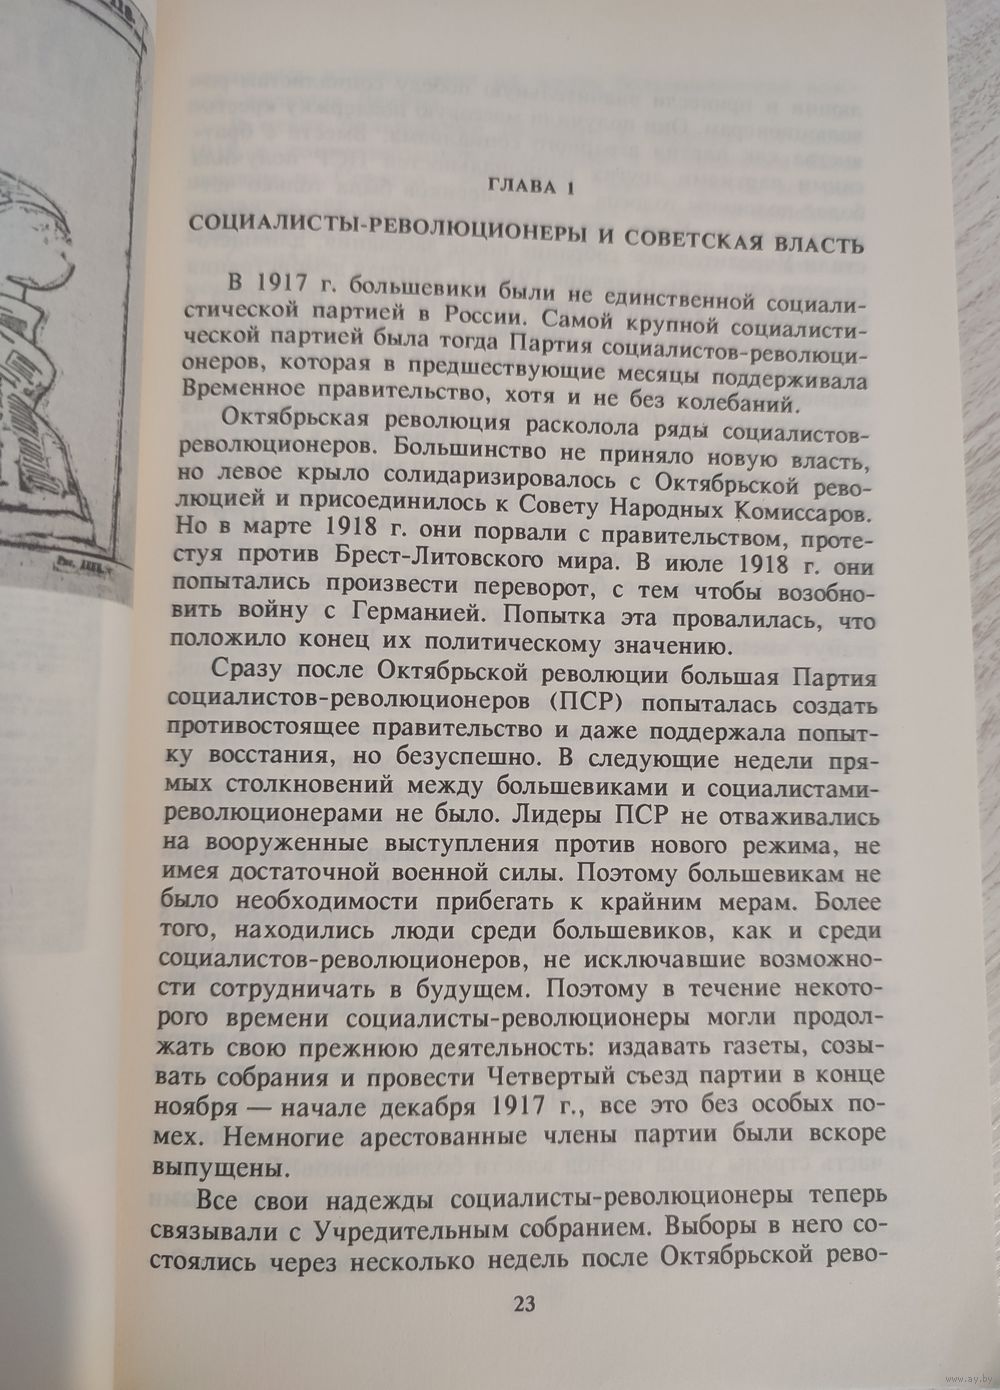 ГЛАВА 1
СОЦИАЛИСТЫ-РЕВОЛЮЦИОНЕРЫ И СОВЕТСКАЯ ВЛАСТЬ
В 1917 г. большевики были не единственной социали-
стической партией в России. Самой крупной социалисти-
ческой партией была тогда Партия социалистов-революци-
онеров, которая в предшествующие месяцы поддерживала
Временное правительство, хотя и не без колебаний.
Октябрьская революция расколола ряды социалистов-
революционеров. Большинство не приняло новую власть,
но левое крыло солидаризировалось с Октябрьской рево-
люцией и присоединилось к Совету Народных Комиссаров.
Но в марте 1918 г. они порвали с правительством, проте-
стуя против Брест-Литовского мира. В июле 1918 г. они
попытались произвести переворот, с тем чтобы возобно-
вить войну с Германией. Попытка эта провалилась, что
положило конец их политическому значению.
Сразу после Октябрьской революции большая Партия
социалистов-революционеров (ПСР) попыталась создать
противостоящее правительство и даже поддержала попыт-
ку восстания, но безуспешно. В следующие недели пря-
мых столкновений между большевиками и социалистами-
революционерами не было. Лидеры ПСР не отваживались
на вооруженные выступления против нового режима, не
имея достаточной военной силы. Поэтому большевикам не
было необходимости прибегать к крайним мерам. Более
того, находились люди среди большевиков, как и среди
социалистов-революционеров, не исключавшие возможно-
сти сотрудничать в будущем. Поэтому в течение некото-
рого времени социалисты-революционеры могли продол-
жать свою прежнюю деятельность: издавать газеты, созы-
вать собрания и провести Четвертый съезд партии в конце
ноября — начале декабря 1917 г., все это без особых по-
мех. Немногие арестованные члены партии были вскоре
выпущены.
Все свои надежды социалисты-революционеры теперь
связывали с Учредительным собранием. Выборы в него со-
стоялись через несколько недель после Октябрьской рево-
23
www.ay.by